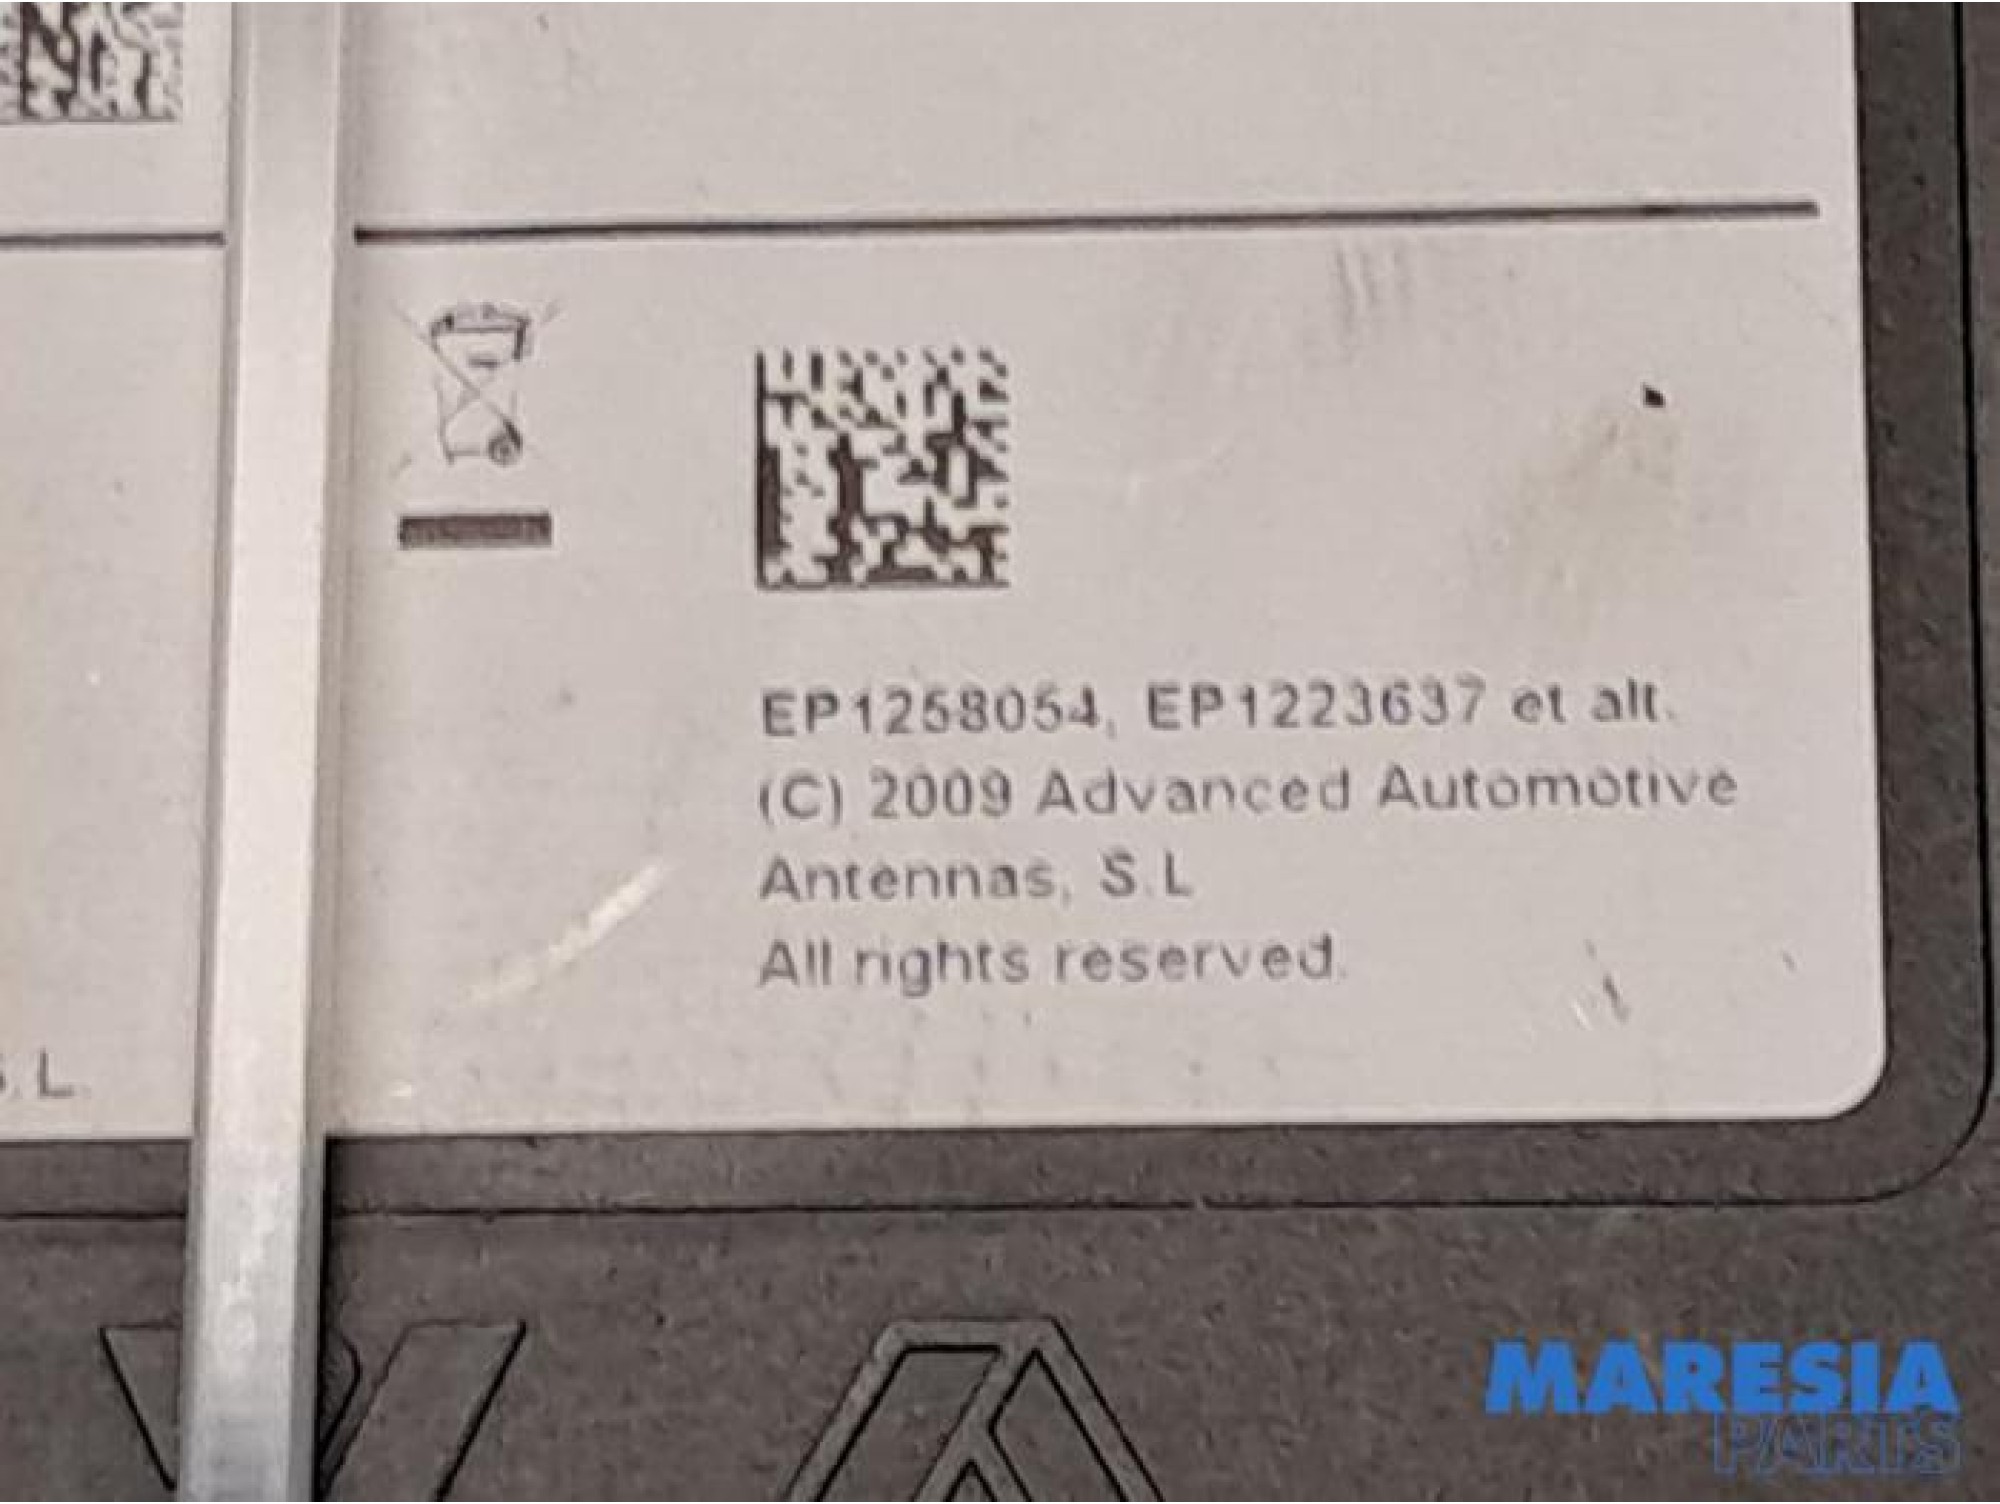 EP1258054, EP1223637 et alt.
(C) 2009 Advanced Automotive
Antennas, S.L
All rights reserved.
S.L.
MARESIA
PARTS